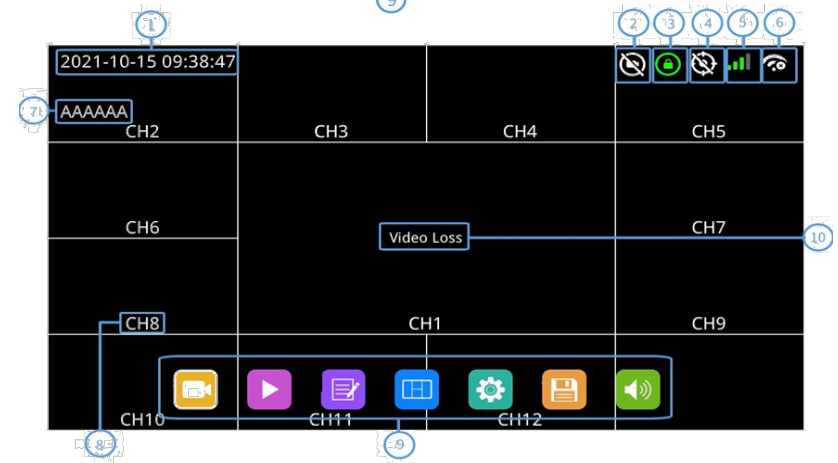 9
1
2 3 4 5 6
2021-10-15 09:38:47
7 AAAAAA
CH2 CH3 CH4 CH5
CH6 CH7
Video Loss 10
CH8 CH1 CH9
CH10 CH11 CH12
8 9